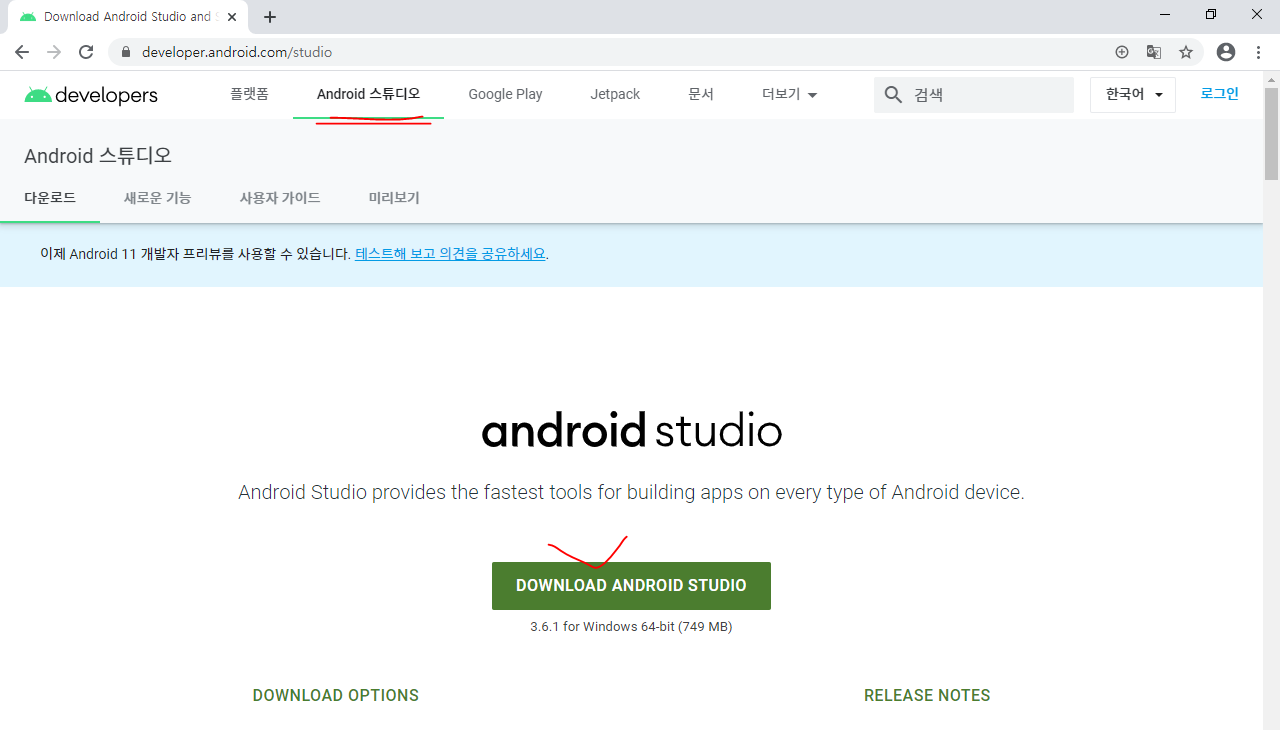 Download Android Studio and
developer.android.com/studio
developers
플랫폼
Android 스튜디오
Google Play
Jetpack
문서
더보기
검색
한국어
로그인
Android 스튜디오
다운로드
새로운 기능
사용자 가이드
미리보기
이제 Android 11 개발자 프리뷰를 사용할 수 있습니다. 테스트해 보고 의견을 공유하세요.
android studio
Android Studio provides the fastest tools for building apps on every type of Android device.
DOWNLOAD ANDROID STUDIO
3.6.1 for Windows 64-bit (749 MB)
DOWNLOAD OPTIONS
RELEASE NOTES